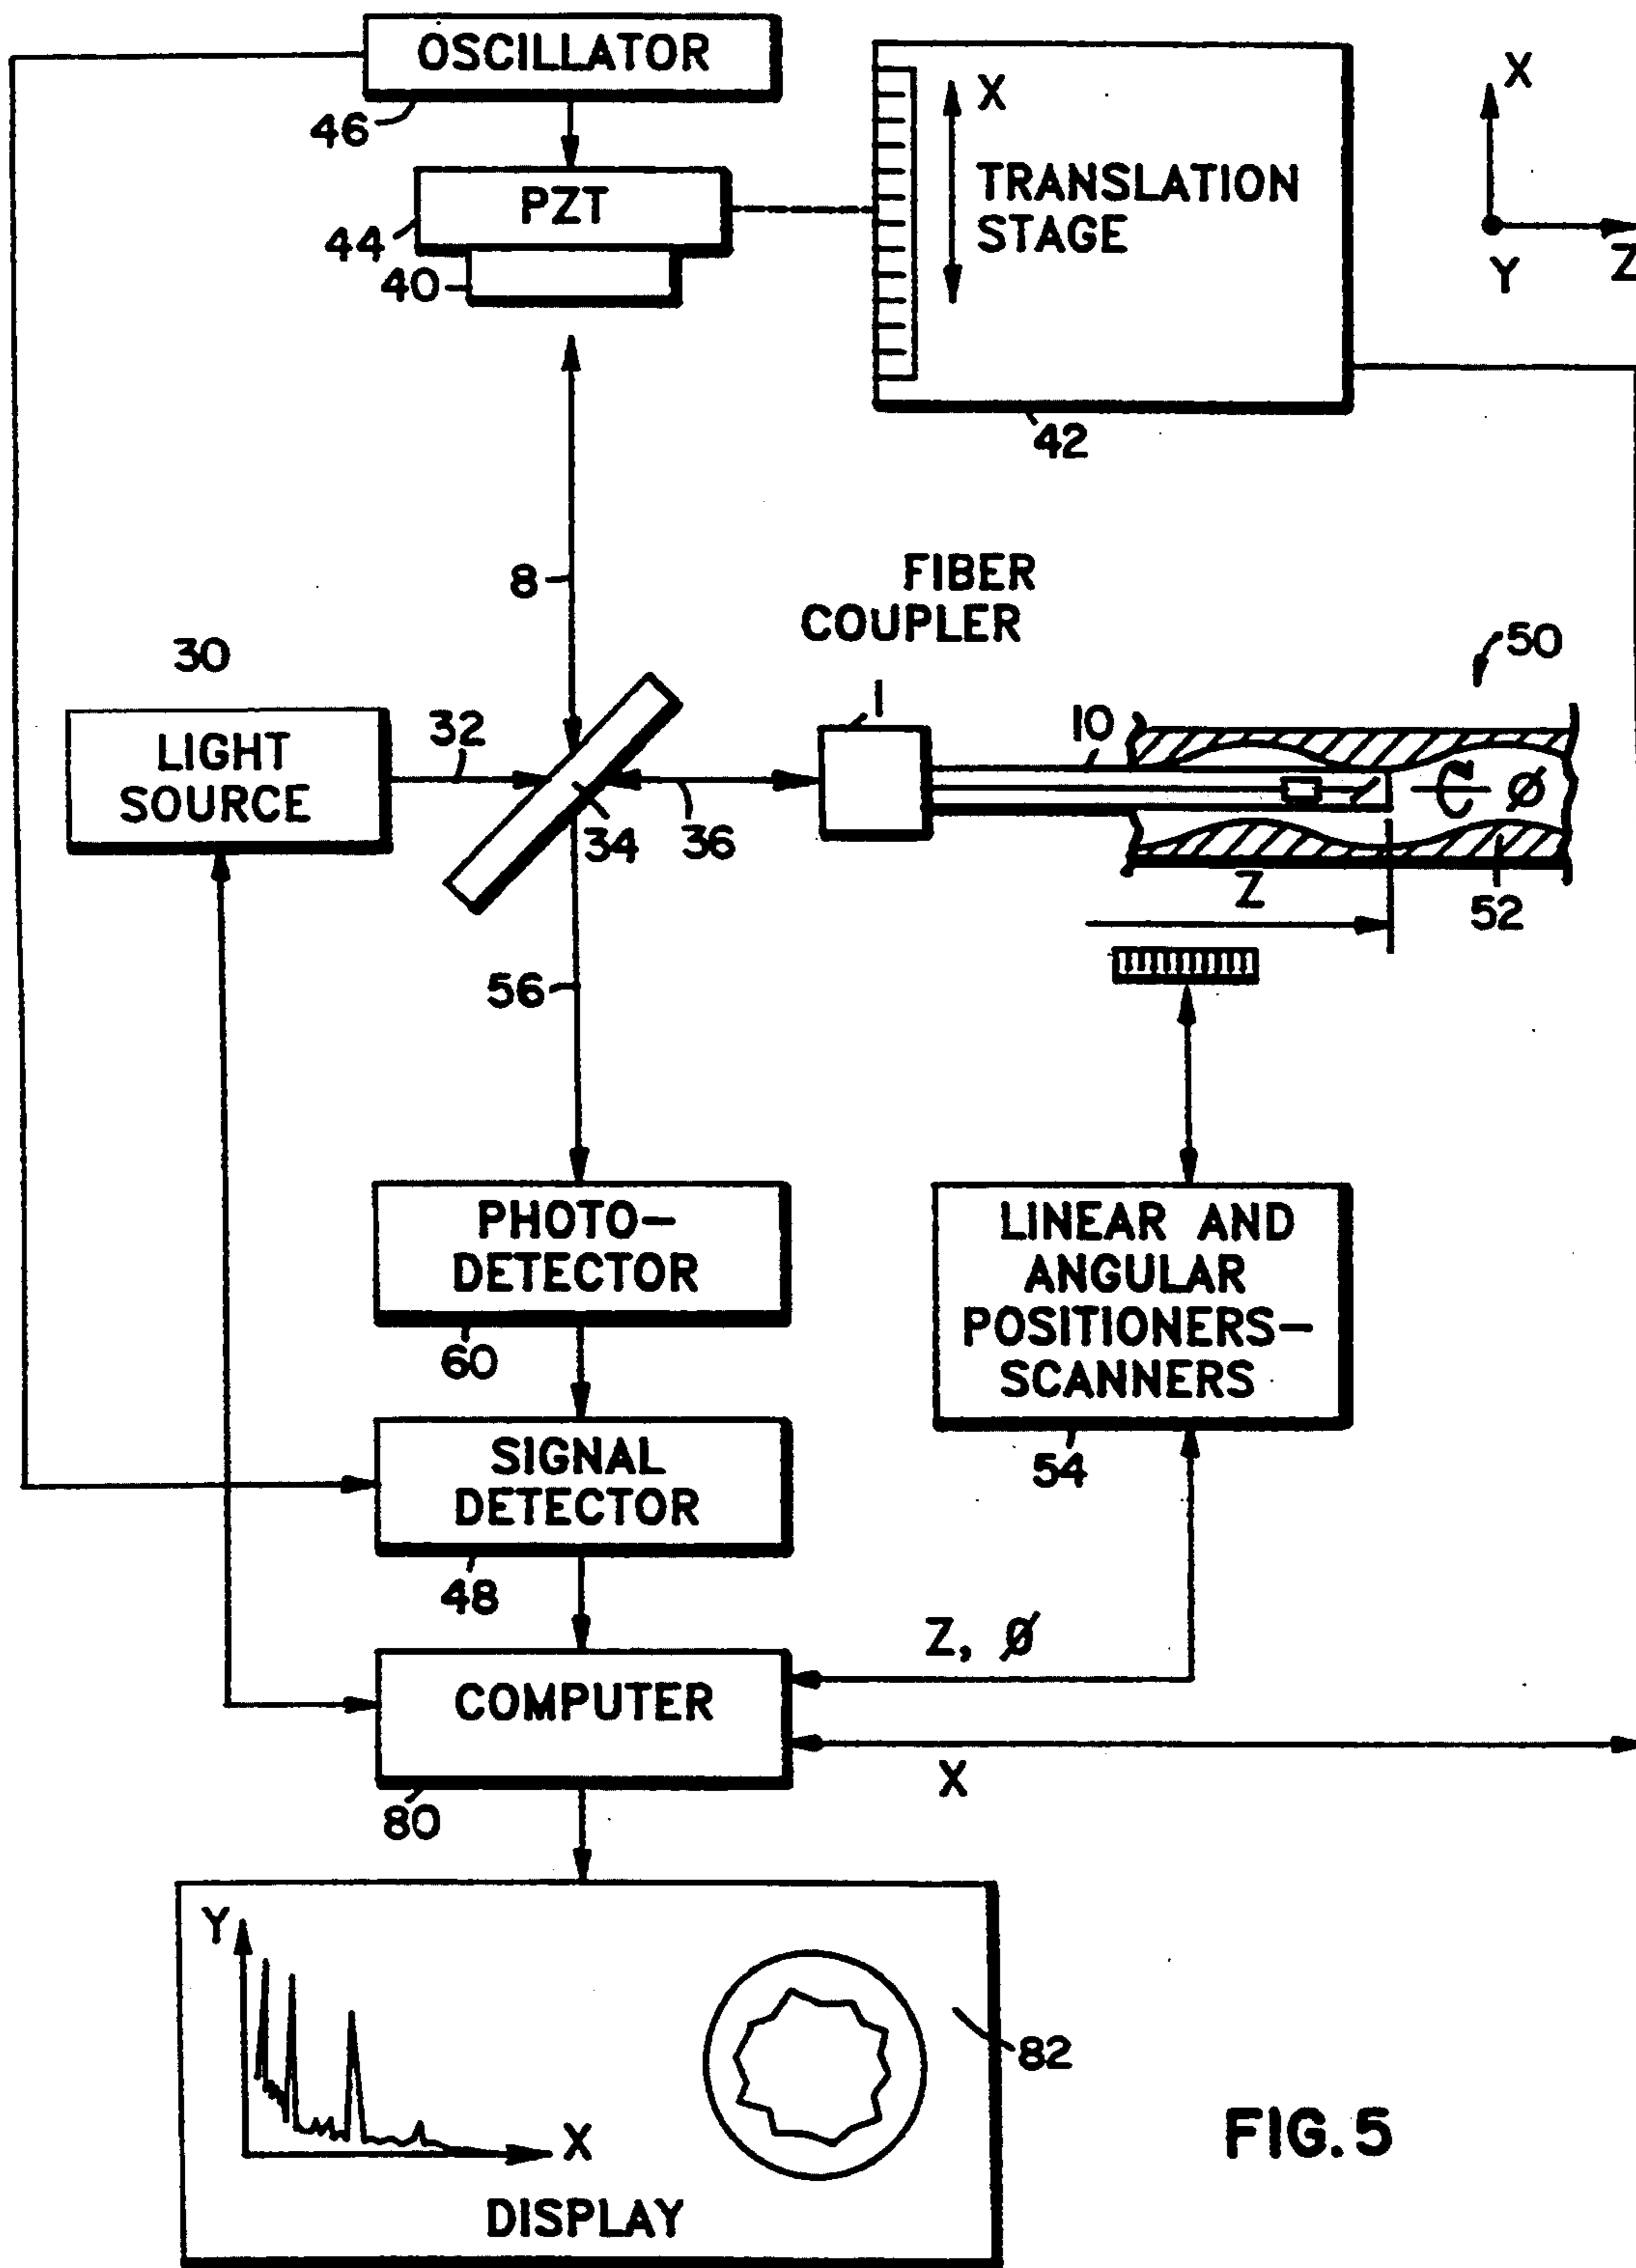 OSCILLATOR
46
PZT
44
40
X
TRANSLATION
STAGE
42
X
Y
Z
8
FIBER
COUPLER
50
30
LIGHT
SOURCE
32
34
36
1
10
Ø
Z
52
56
PHOTO-
DETECTOR
60
LINEAR AND
ANGULAR
POSITIONERS-
SCANNERS
54
SIGNAL
DETECTOR
48
Z, Ø
COMPUTER
X
80
Y
X
82
DISPLAY
FIG.5